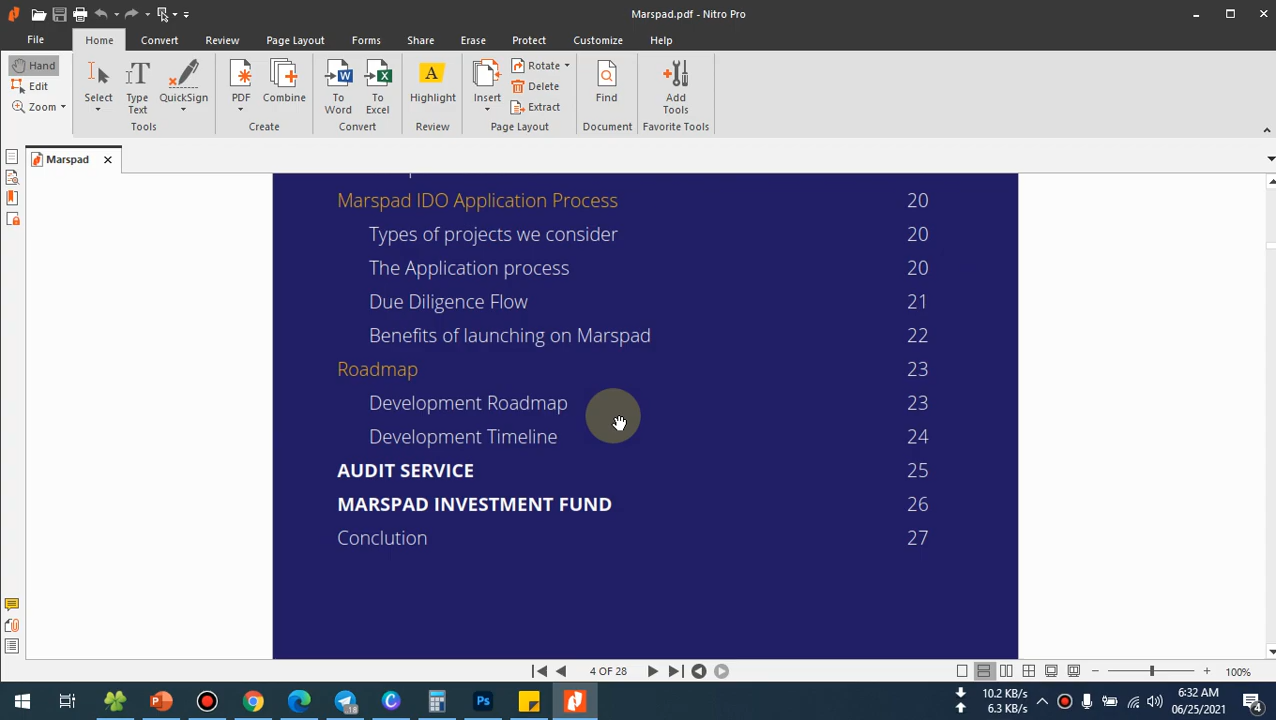 Marspad.pdf - Nitro Pro
File Home Convert Review Page Layout Forms Share Erase Protect Customize Help
Hand
Edit
Zoom
Select
Type Text
QuickSign
Tools
PDF
Combine
Create
To Word
To Excel
Convert
Highlight
Review
Insert
Rotate
Delete
Extract
Page Layout
Find
Document
Add Tools
Favorite Tools
Marspad
Marspad IDO Application Process 20
Types of projects we consider 20
The Application process 20
Due Diligence Flow 21
Benefits of launching on Marspad 22
Roadmap 23
Development Roadmap 23
Development Timeline 24
AUDIT SERVICE 25
MARSPAD INVESTMENT FUND 26
Conclution 27
4 OF 28
100%
10.2 KB/s
6.3 KB/s
6:32 AM
06/25/2021